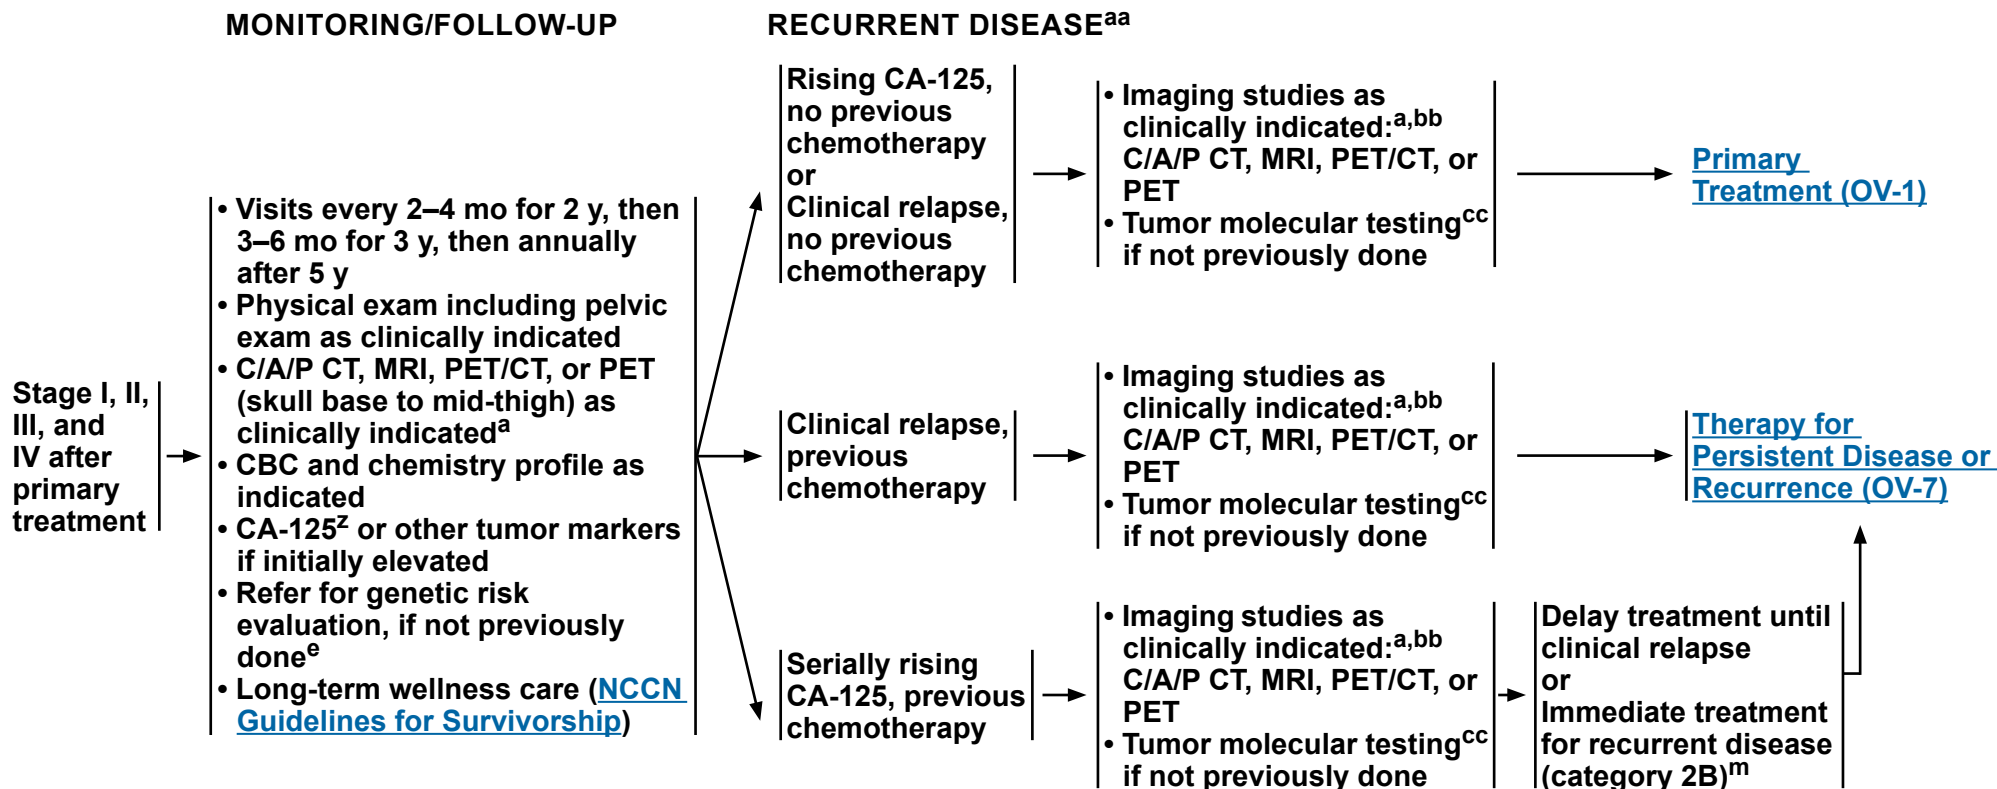 MONITORING/FOLLOW-UP
RECURRENT DISEASEaa
Stage I, II,
III, and
IV after
primary
treatment
• Visits every 2–4 mo for 2 y, then
3–6 mo for 3 y, then annually
after 5 y
• Physical exam including pelvic
exam as clinically indicated
• C/A/P CT, MRI, PET/CT, or PET
(skull base to mid-thigh) as
clinically indicateda
• CBC and chemistry profile as
indicated
• CA-125z or other tumor markers
if initially elevated
• Refer for genetic risk
evaluation, if not previously
donee
• Long-term wellness care (NCCN
Guidelines for Survivorship)
Rising CA-125,
no previous
chemotherapy
or
Clinical relapse,
no previous
chemotherapy
• Imaging studies as
clinically indicated:a,bb
C/A/P CT, MRI, PET/CT, or
PET
• Tumor molecular testingcc
if not previously done
Primary
Treatment (OV-1)
Clinical relapse,
previous
chemotherapy
• Imaging studies as
clinically indicated:a,bb
C/A/P CT, MRI, PET/CT, or
PET
• Tumor molecular testingcc
if not previously done
Therapy for
Persistent Disease or
Recurrence (OV-7)
Serially rising
CA-125, previous
chemotherapy
• Imaging studies as
clinically indicated:a,bb
C/A/P CT, MRI, PET/CT, or
PET
• Tumor molecular testingcc
if not previously done
Delay treatment until
clinical relapse
or
Immediate treatment
for recurrent disease
(category 2B)m